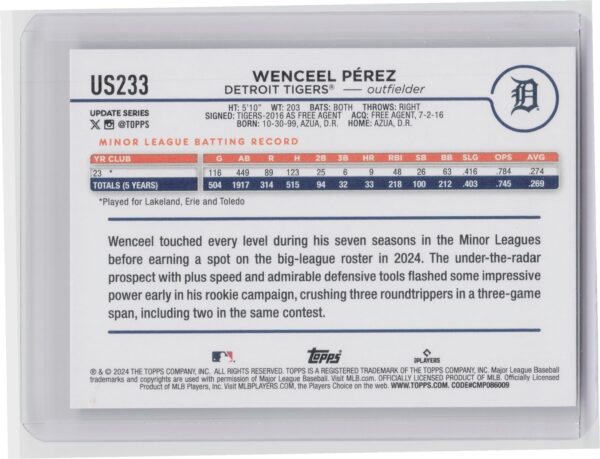 US233
WENCEEL PÉREZ
DETROIT TIGERS® — outfielder
D
UPDATE SERIES
@TOPPS
HT: 5'10" WT: 203 BATS: BOTH THROWS: RIGHT
SIGNED: TIGERS-2016 AS FREE AGENT ACQ: FREE AGENT, 7-2-16
BORN: 10-30-99, AZUA, D.R. HOME: AZUA, D.R.
MINOR LEAGUE BATTING RECORD
YR CLUB G AB R H 2B 3B HR RBI SB BB SLG OPS AVG
23 * 116 449 89 123 25 6 9 48 26 63 .416 .784 .274
TOTALS (5 YEARS) 504 1917 314 515 94 32 33 218 100 212 .403 .745 .269
*Played for Lakeland, Erie and Toledo
Wenceel touched every level during his seven seasons in the Minor Leagues
before earning a spot on the big-league roster in 2024. The under-the-radar
prospect with plus speed and admirable defensive tools flashed some impressive
power early in his rookie campaign, crushing three roundtrippers in a three-game
span, including two in the same contest.
topps
PLAYERS
® & © 2024 THE TOPPS COMPANY, INC. ALL RIGHTS RESERVED. TOPPS IS A REGISTERED TRADEMARK OF THE TOPPS COMPANY, INC. Major League Baseball
trademarks and copyrights are used with permission of Major League Baseball. Visit MLB.com. OFFICIALLY LICENSED PRODUCT OF MLB. Officially Licensed
Product of MLB Players, Inc. Visit MLBPLAYERS.COM, the Players Choice on the web. WWW.TOPPS.COM. CODE#CMP086009